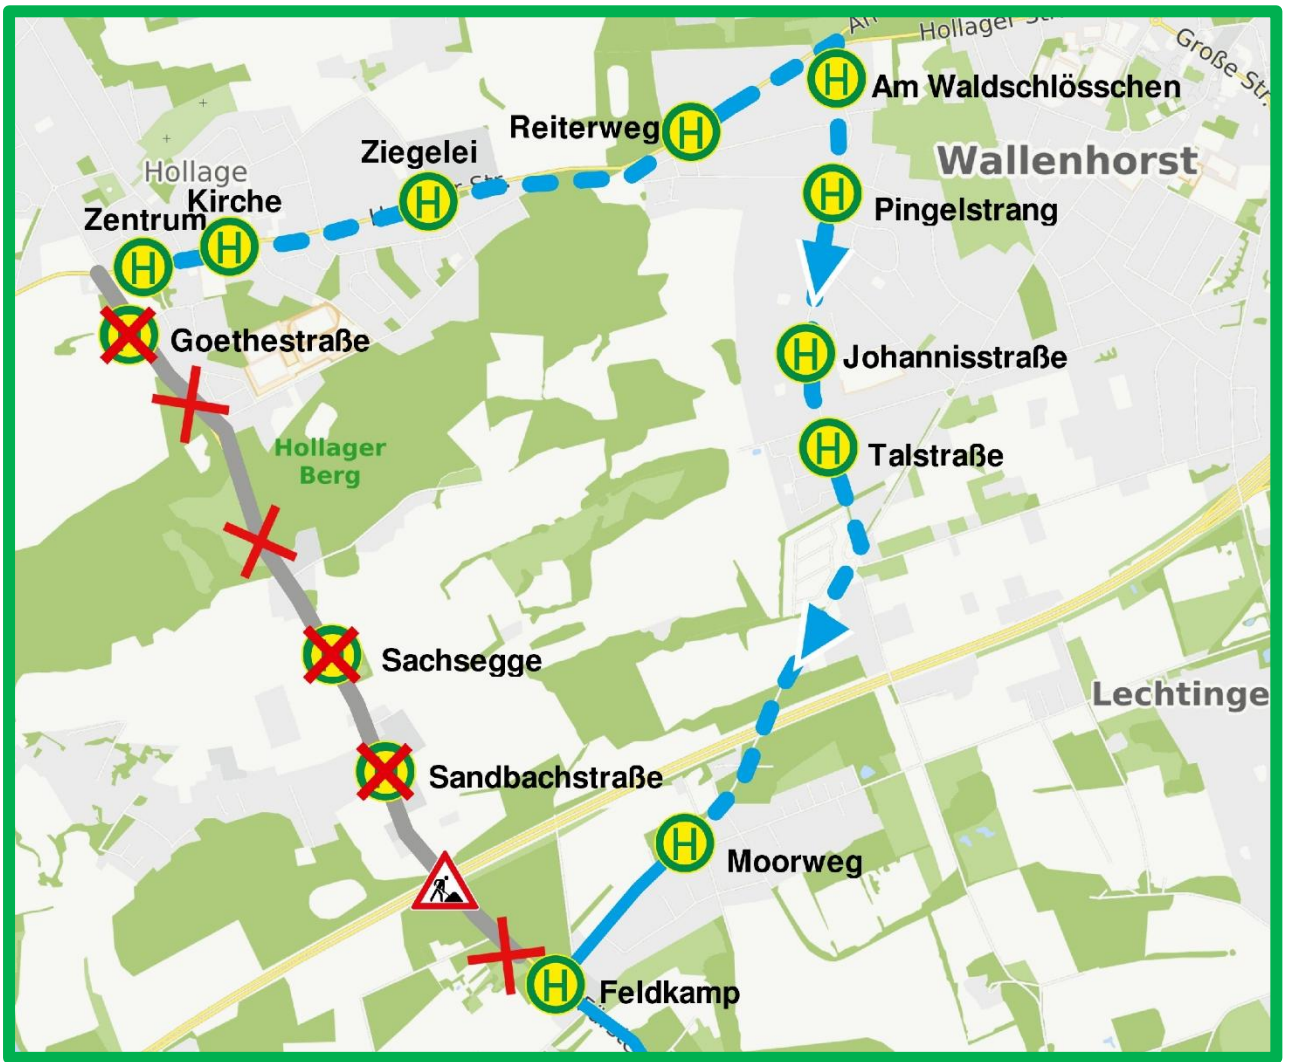 Hollager Str.
Große Str.
Am Waldschlösschen
Reiterweg
H
H
Ziegelei
Wallenhorst
Hollage
Kirche
H
H
Pingelstrang
Zentrum
H
H
Goethestraße
H
Johannisstraße
Hollager
Berg
H
Talstraße
Sachsegge
Lechtinge
Sandbachstraße
H
Moorweg
H
Feldkamp